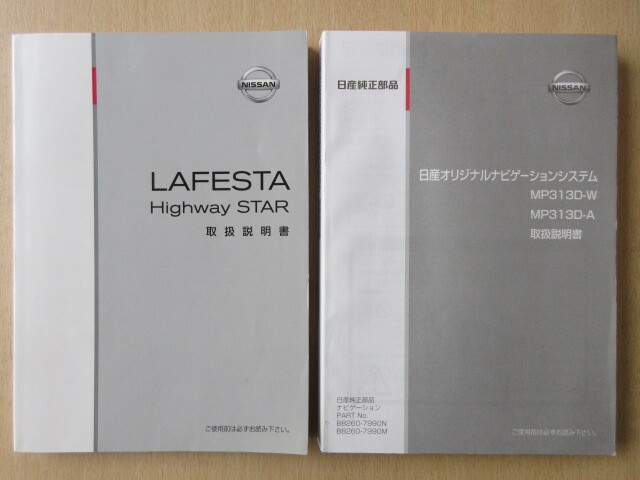 NISSAN
LAFESTA
Highway STAR
取扱説明書
ご使用前は必ずお読み下さい。
日産純正部品
NISSAN
日産オリジナルナビゲーションシステム
MP313D-W
MP313D-A
取扱説明書
日産純正部品
ナビゲーション
PART No.
B8260-7990N
B8260-7990M
ご使用前は必ずお読み下さい。